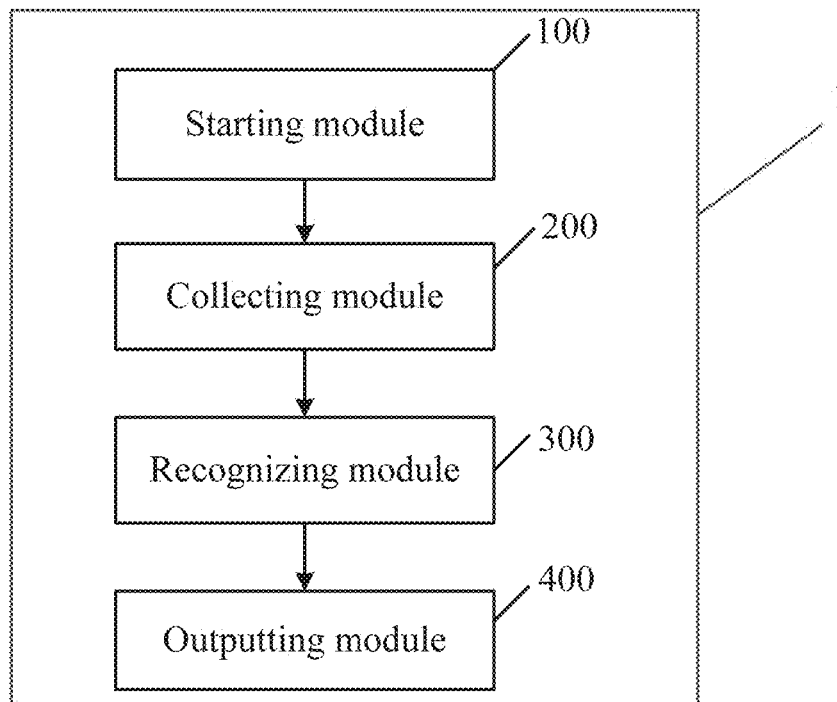 100
Starting module
200
Collecting module
300
Recognizing module
400
Outputting module